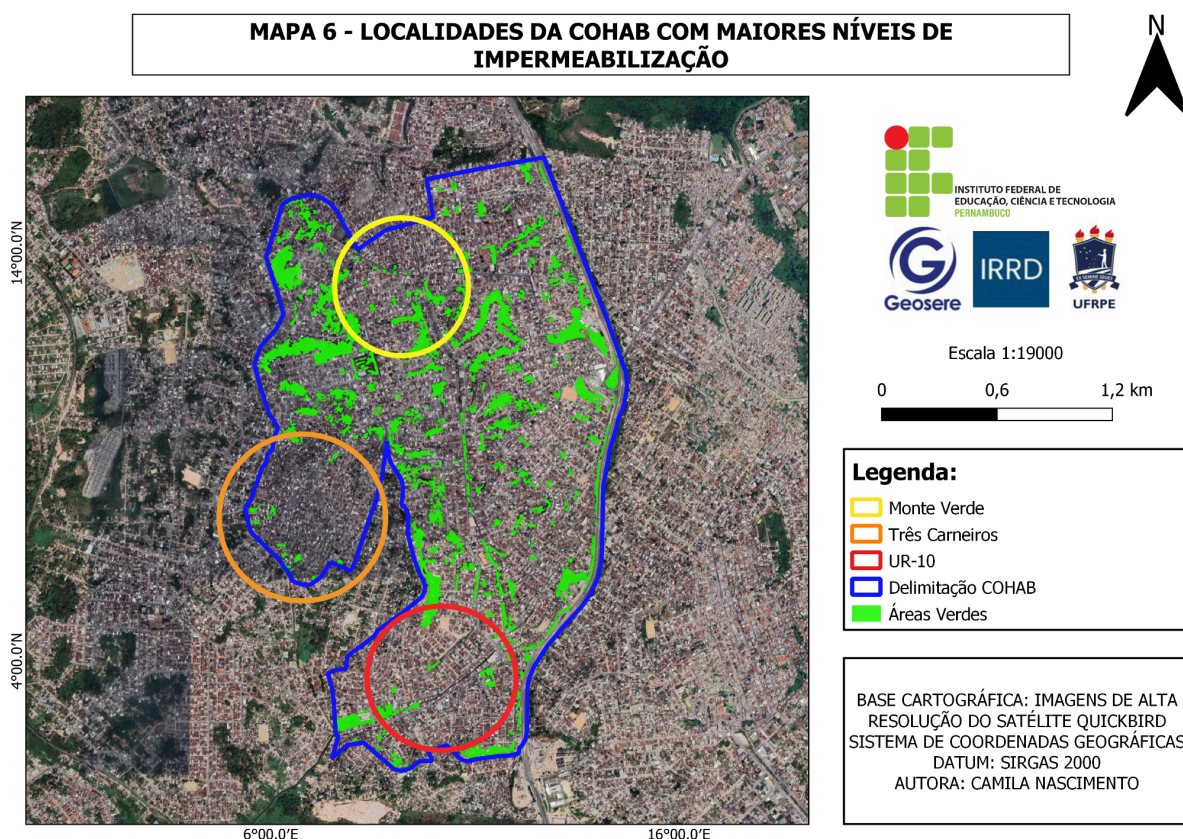 MAPA 6 - LOCALIDADES DA COHAB COM MAIORES NÍVEIS DE
IMPERMEABILIZAÇÃO
N
14°00.0'N
4°00.0'N
6°00.0'E
16°00.0'E
INSTITUTO FEDERAL DE
EDUCAÇÃO, CIÊNCIA E TECNOLOGIA
PERNAMBUCO
Geosere
IRRD
UFRPE
Escala 1:19000
0 0,6 1,2 km
Legenda:
Monte Verde
Três Carneiros
UR-10
Delimitação COHAB
Áreas Verdes
BASE CARTOGRÁFICA: IMAGENS DE ALTA
RESOLUÇÃO DO SATÉLITE QUICKBIRD
SISTEMA DE COORDENADAS GEOGRÁFICAS
DATUM: SIRGAS 2000
AUTORA: CAMILA NASCIMENTO